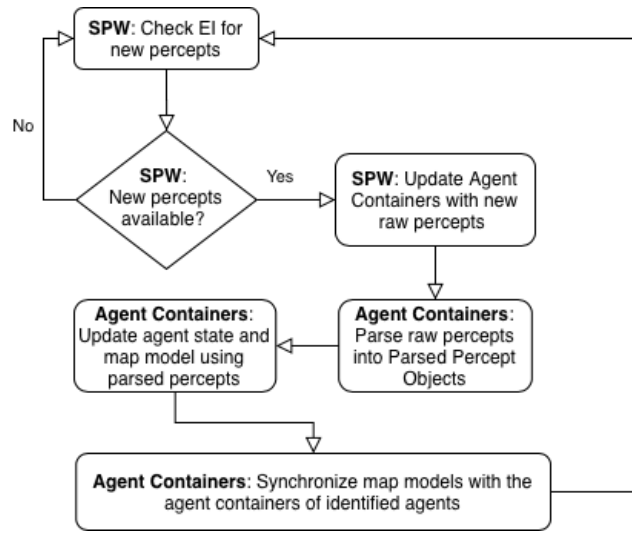 SPW: Check EI for
new percepts
No
SPW:
New percepts
available?
Yes
SPW: Update Agent
Containers with new
raw percepts
Agent Containers:
Parse raw percepts
into Parsed Percept
Objects
Agent Containers:
Update agent state and
map model using
parsed percepts
Agent Containers: Synchronize map models with the
agent containers of identified agents